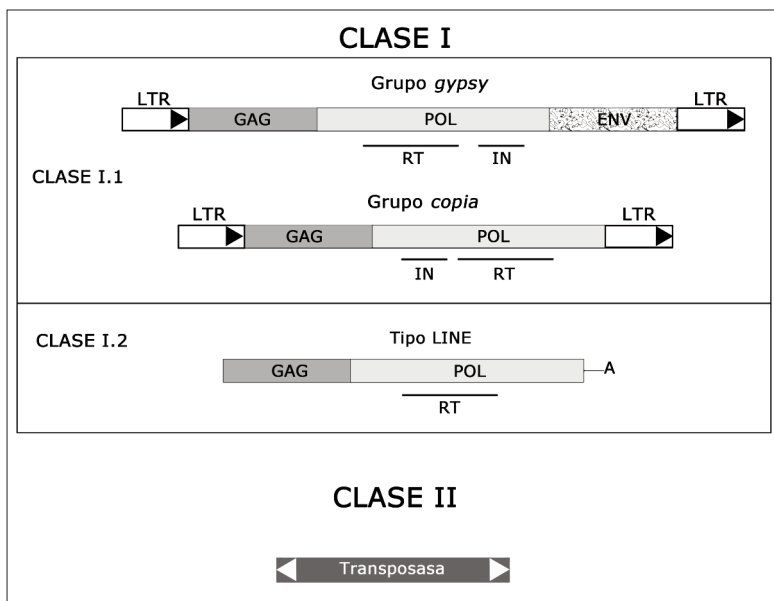 CLASE I
Grupo gypsy
LTR LTR
GAG POL ENV
RT IN
CLASE I.1
Grupo copia
LTR LTR
GAG POL
IN RT
CLASE I.2
Tipo LINE
GAG POL A
RT
CLASE II
Transposasa